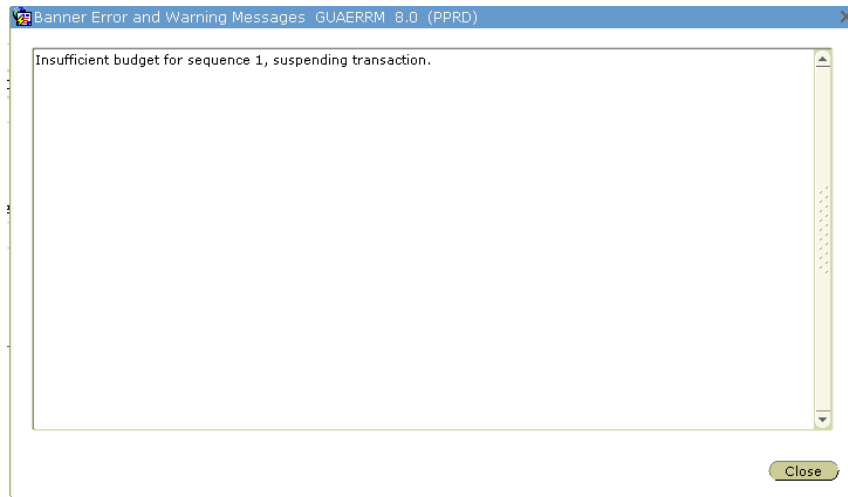 Banner Error and Warning Messages GUAERRM 8.0 (PPRD)
Insufficient budget for sequence 1, suspending transaction.
Close